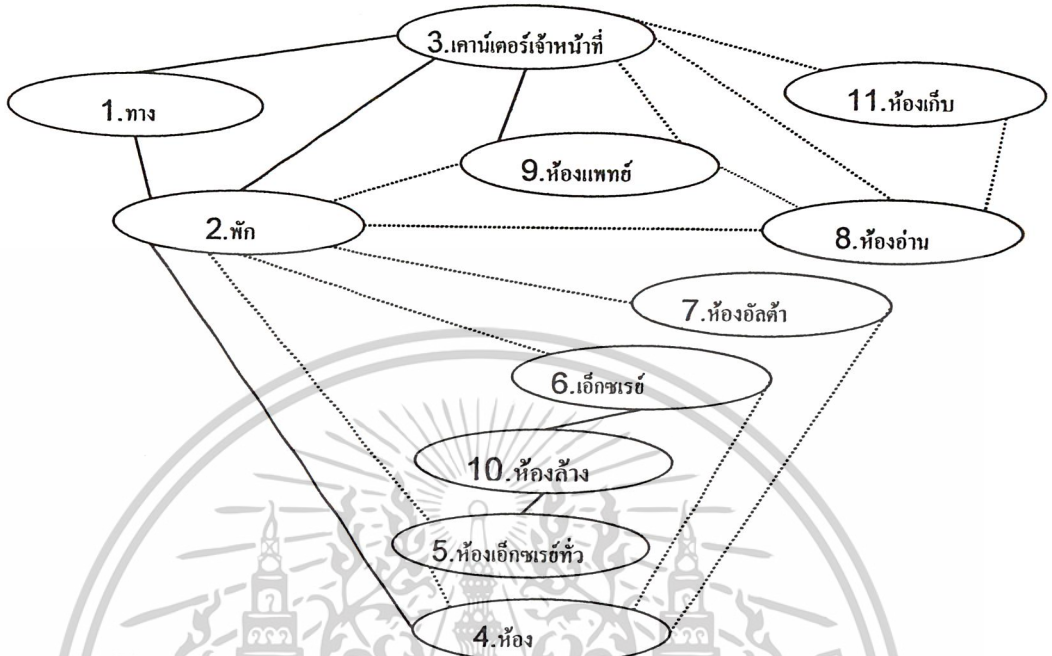 3.เคาน์เตอร์เจ้าหน้าที่
1.ทาง
11.ห้องเก็บ
9.ห้องแพทย์
2.พัก
8.ห้องอ่าน
7.ห้องอัลต้า
6.เอ็กซเรย์
10.ห้องล้าง
5.ห้องเอ็กซเรย์ทั่ว
4.ห้อง